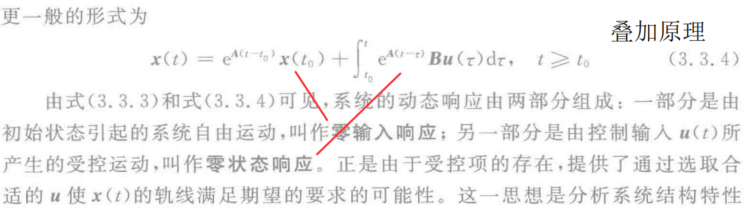 更一般的形式为
叠加原理
x(t) = e^{A(t-t₀)} x(t₀) + ∫_{t₀}^{t} e^{A(t-τ)} Bu(τ)dτ, t ⩾ t₀ (3.3.4)
由式(3.3.3)和式(3.3.4)可见,系统的动态响应由两部分组成:一部分是由
初始状态引起的系统自由运动,叫作零输入响应;另一部分是由控制输入 u(t)所
产生的受控运动,叫作零状态响应。正是由于受控项的存在,提供了通过选取合
适的 u 使 x(t)的轨线满足期望的要求的可能性。这一思想是分析系统结构特性